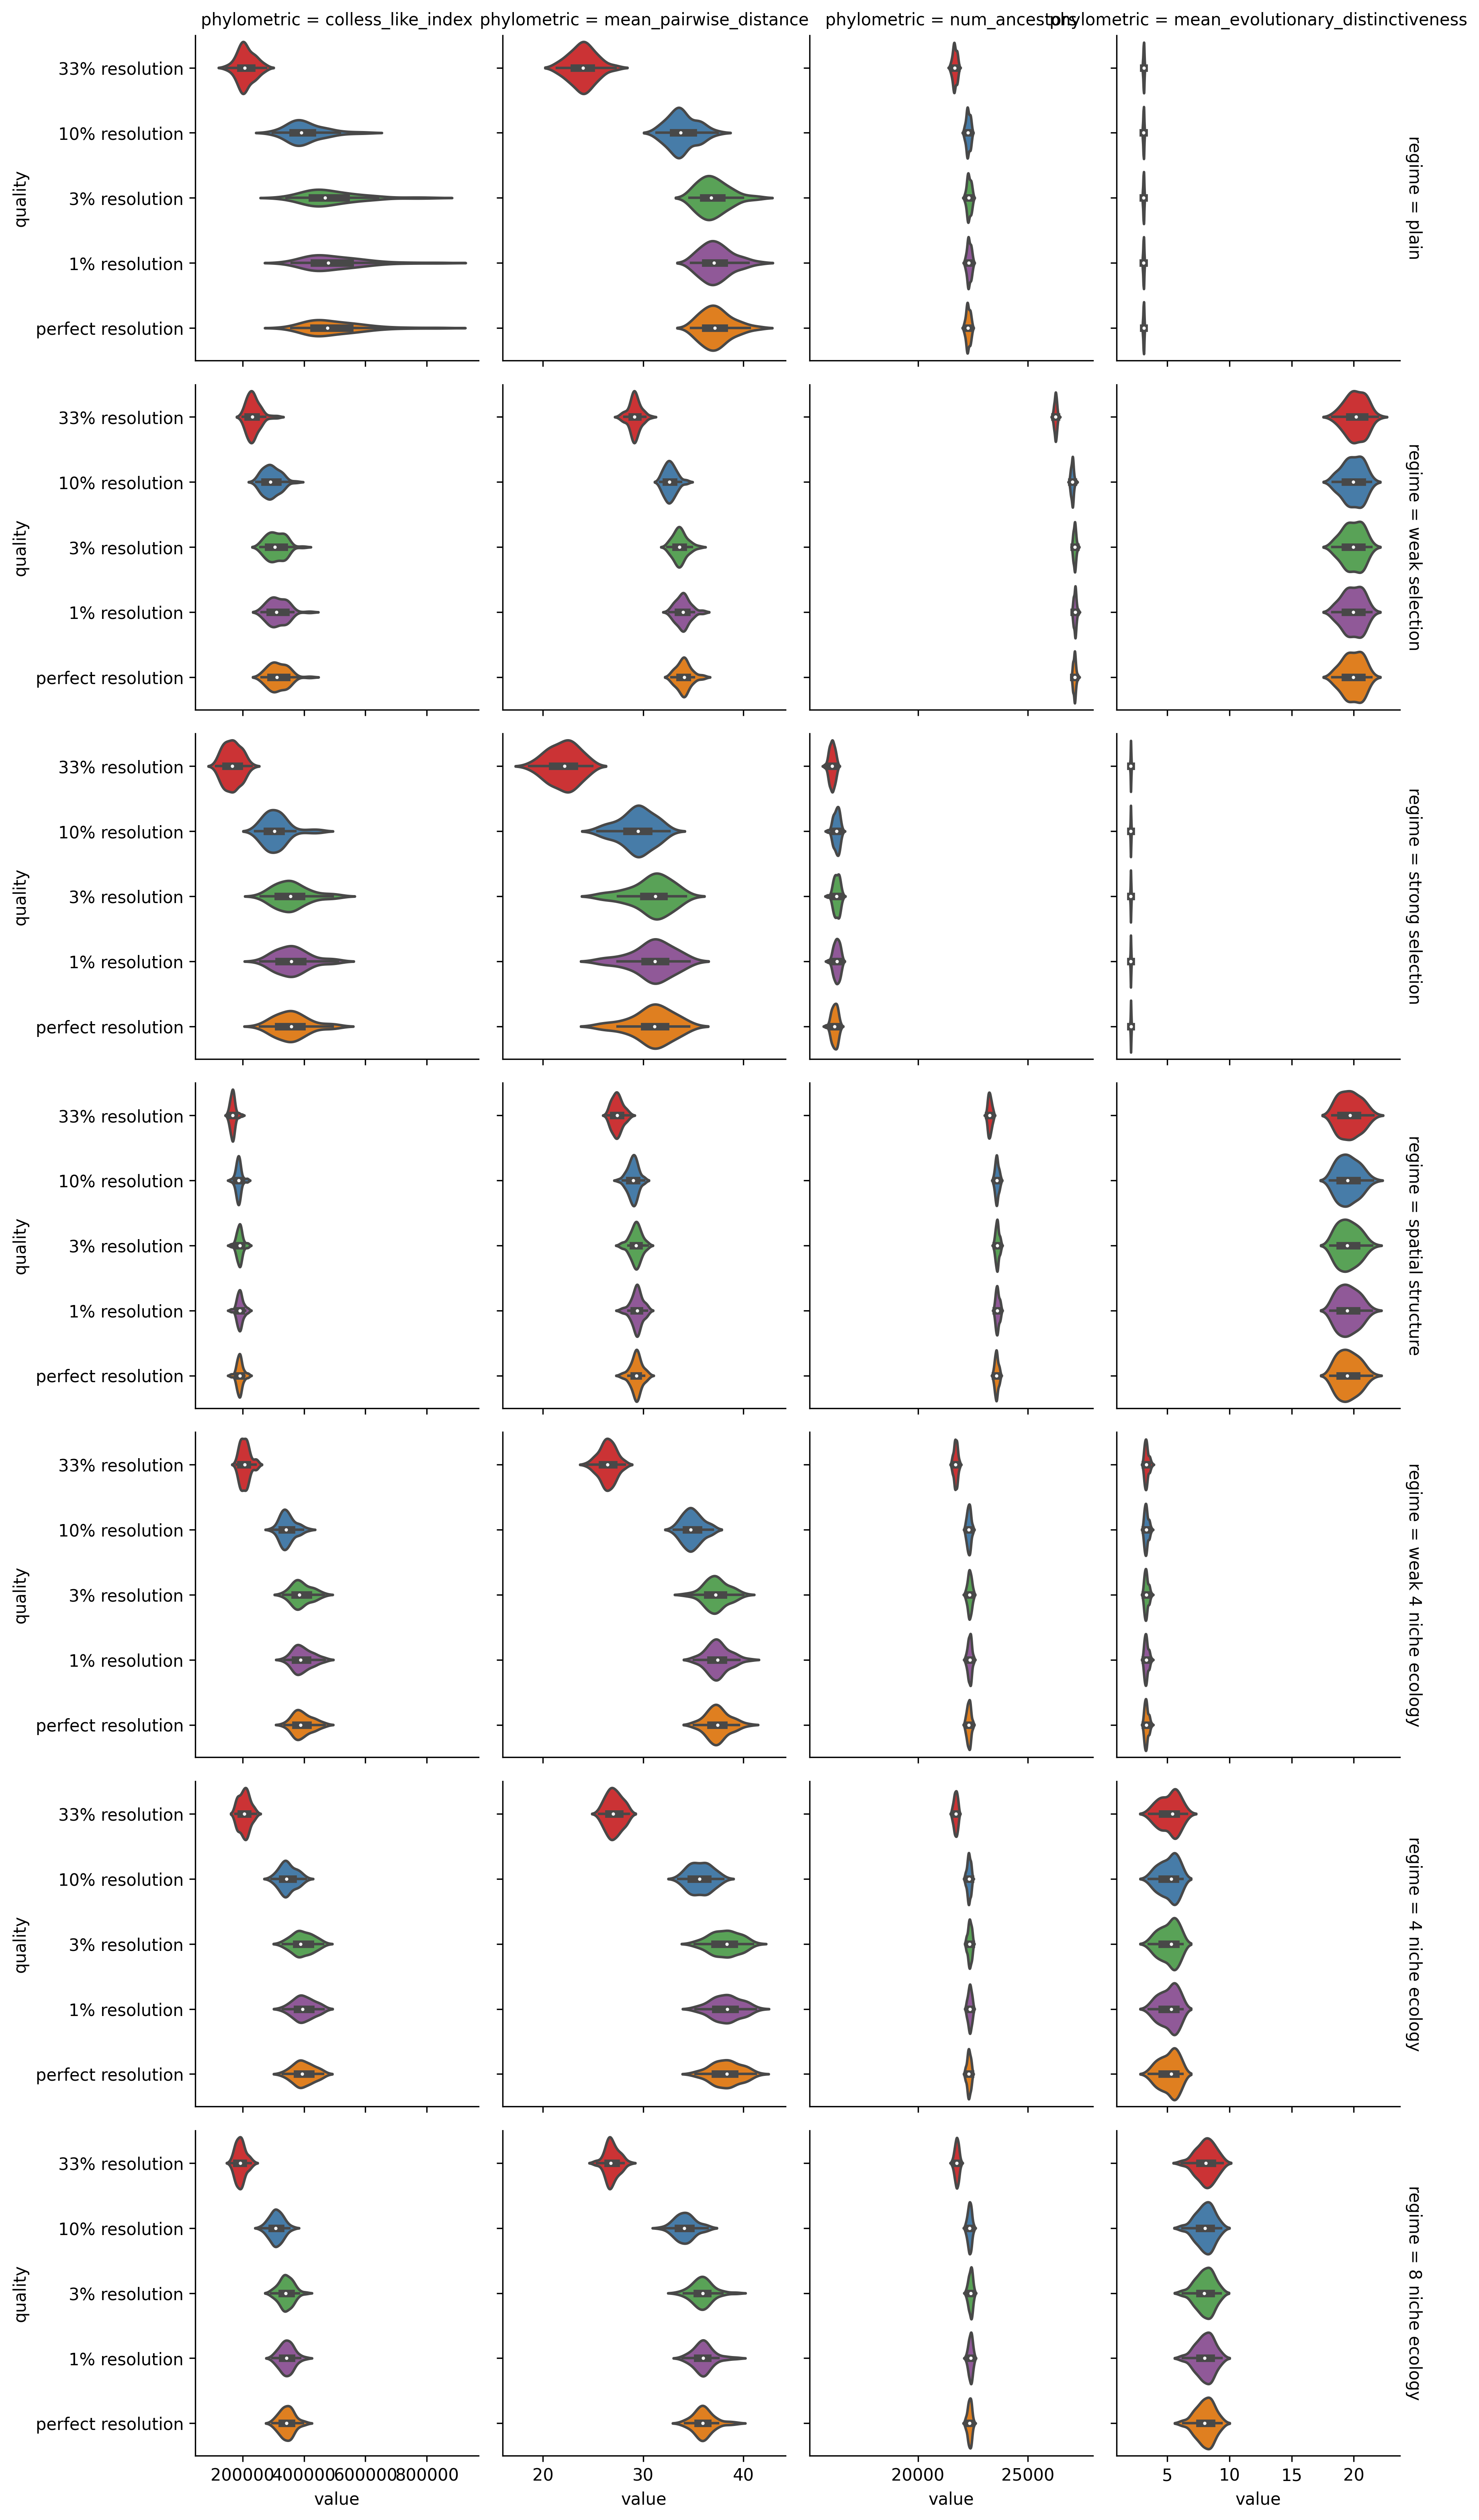 phylometric = colless_like_index
phylometric = mean_pairwise_distance
phylometric = num_ancestors
phylometric = mean_evolutionary_distinctiveness
33% resolution
10% resolution
3% resolution
1% resolution
perfect resolution
quality
regime = plain
33% resolution
10% resolution
3% resolution
1% resolution
perfect resolution
quality
regime = weak selection
33% resolution
10% resolution
3% resolution
1% resolution
perfect resolution
quality
regime = strong selection
33% resolution
10% resolution
3% resolution
1% resolution
perfect resolution
quality
regime = spatial structure
33% resolution
10% resolution
3% resolution
1% resolution
perfect resolution
quality
regime = weak 4 niche ecology
33% resolution
10% resolution
3% resolution
1% resolution
perfect resolution
quality
regime = 4 niche ecology
33% resolution
10% resolution
3% resolution
1% resolution
perfect resolution
quality
regime = 8 niche ecology
200000 400000 600000 800000
20 30 40
20000 25000
5 10 15 20
value
value
value
value